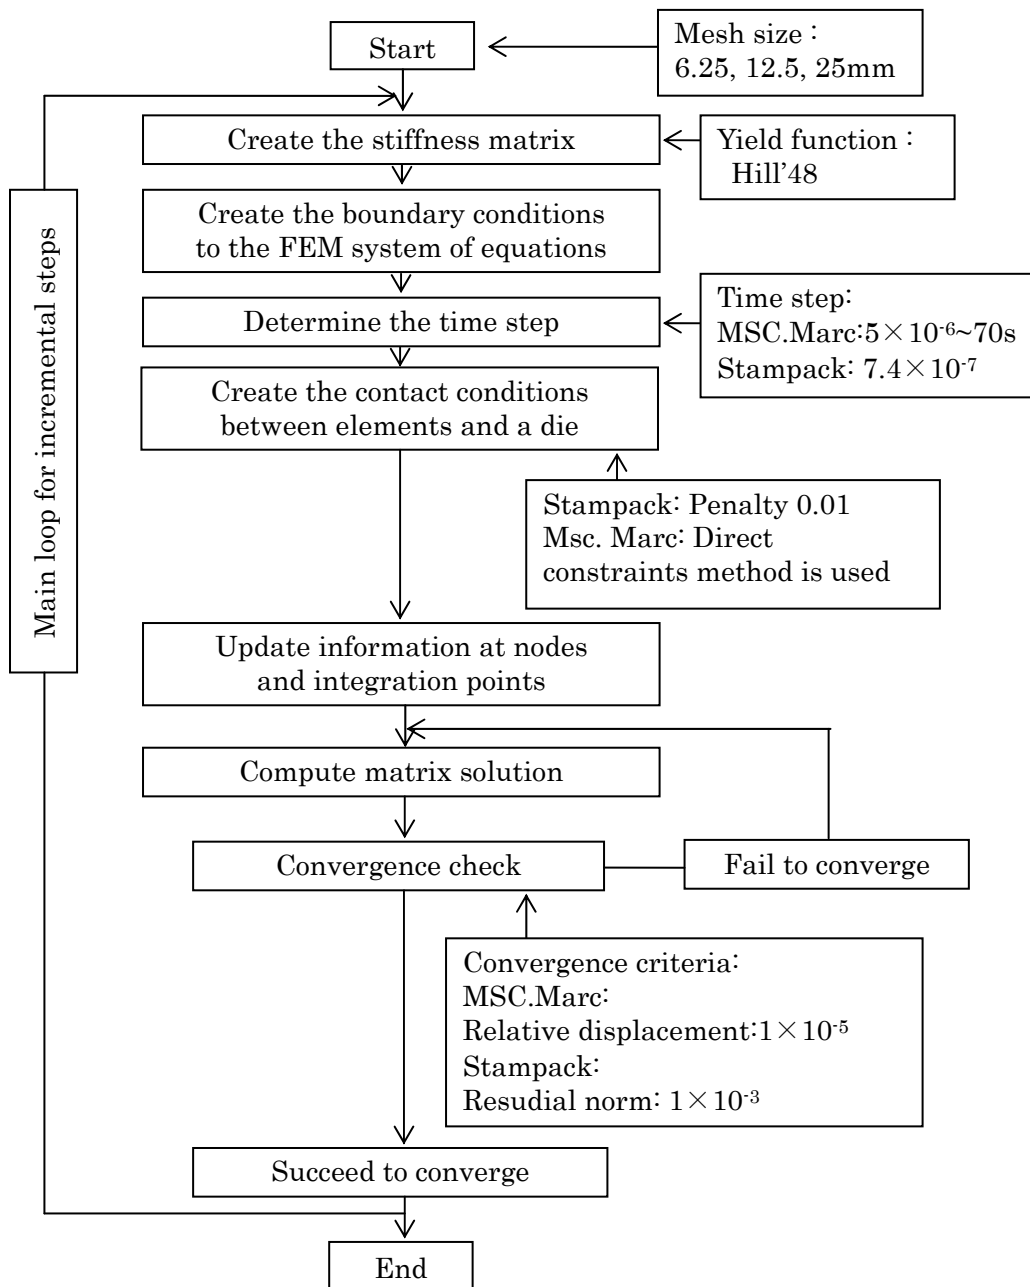 Start
Mesh size :
6.25, 12.5, 25mm
Create the stiffness matrix
Yield function :
Hill’48
Create the boundary conditions
to the FEM system of equations
Main loop for incremental steps
Determine the time step
Time step:
MSC.Marc:5×10⁻⁶~70s
Stampack: 7.4×10⁻⁷
Create the contact conditions
between elements and a die
Stampack: Penalty 0.01
Msc. Marc: Direct
constraints method is used
Update information at nodes
and integration points
Compute matrix solution
Convergence check
Fail to converge
Convergence criteria:
MSC.Marc:
Relative displacement:1×10⁻⁵
Stampack:
Resudial norm: 1×10⁻³
Succeed to converge
End